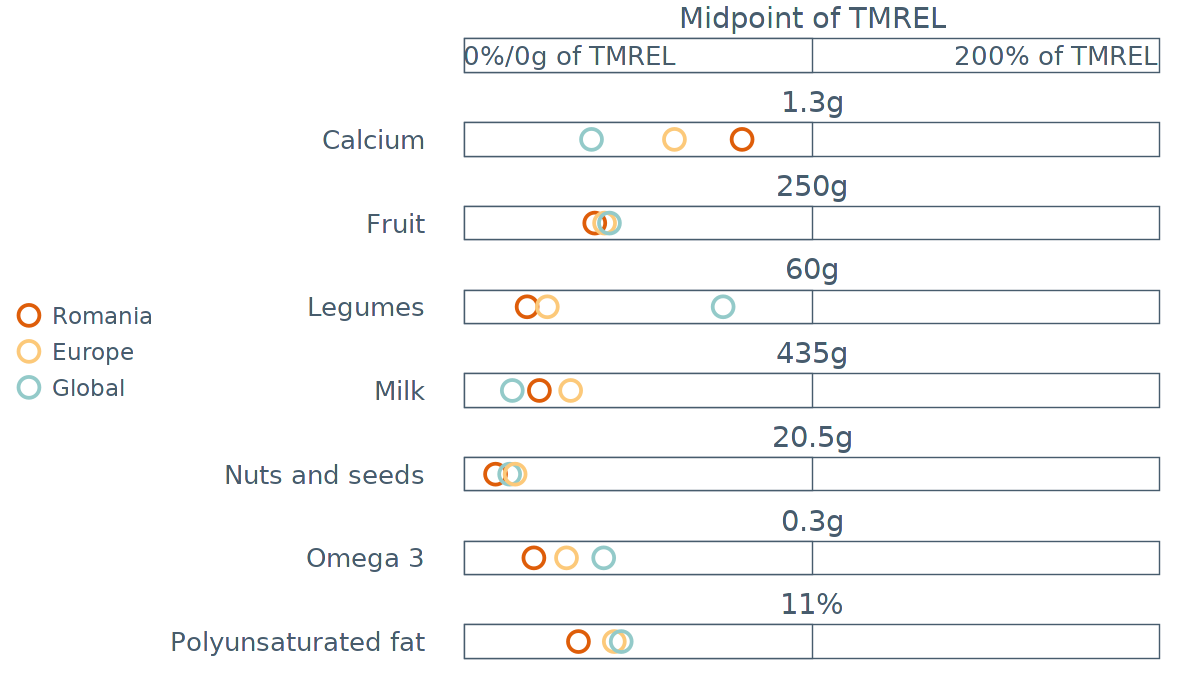 Midpoint of TMREL
0%/0g of TMREL 200% of TMREL
1.3g
Calcium
250g
Fruit
60g
Legumes
435g
Milk
20.5g
Nuts and seeds
0.3g
Omega 3
11%
Polyunsaturated fat
Romania
Europe
Global